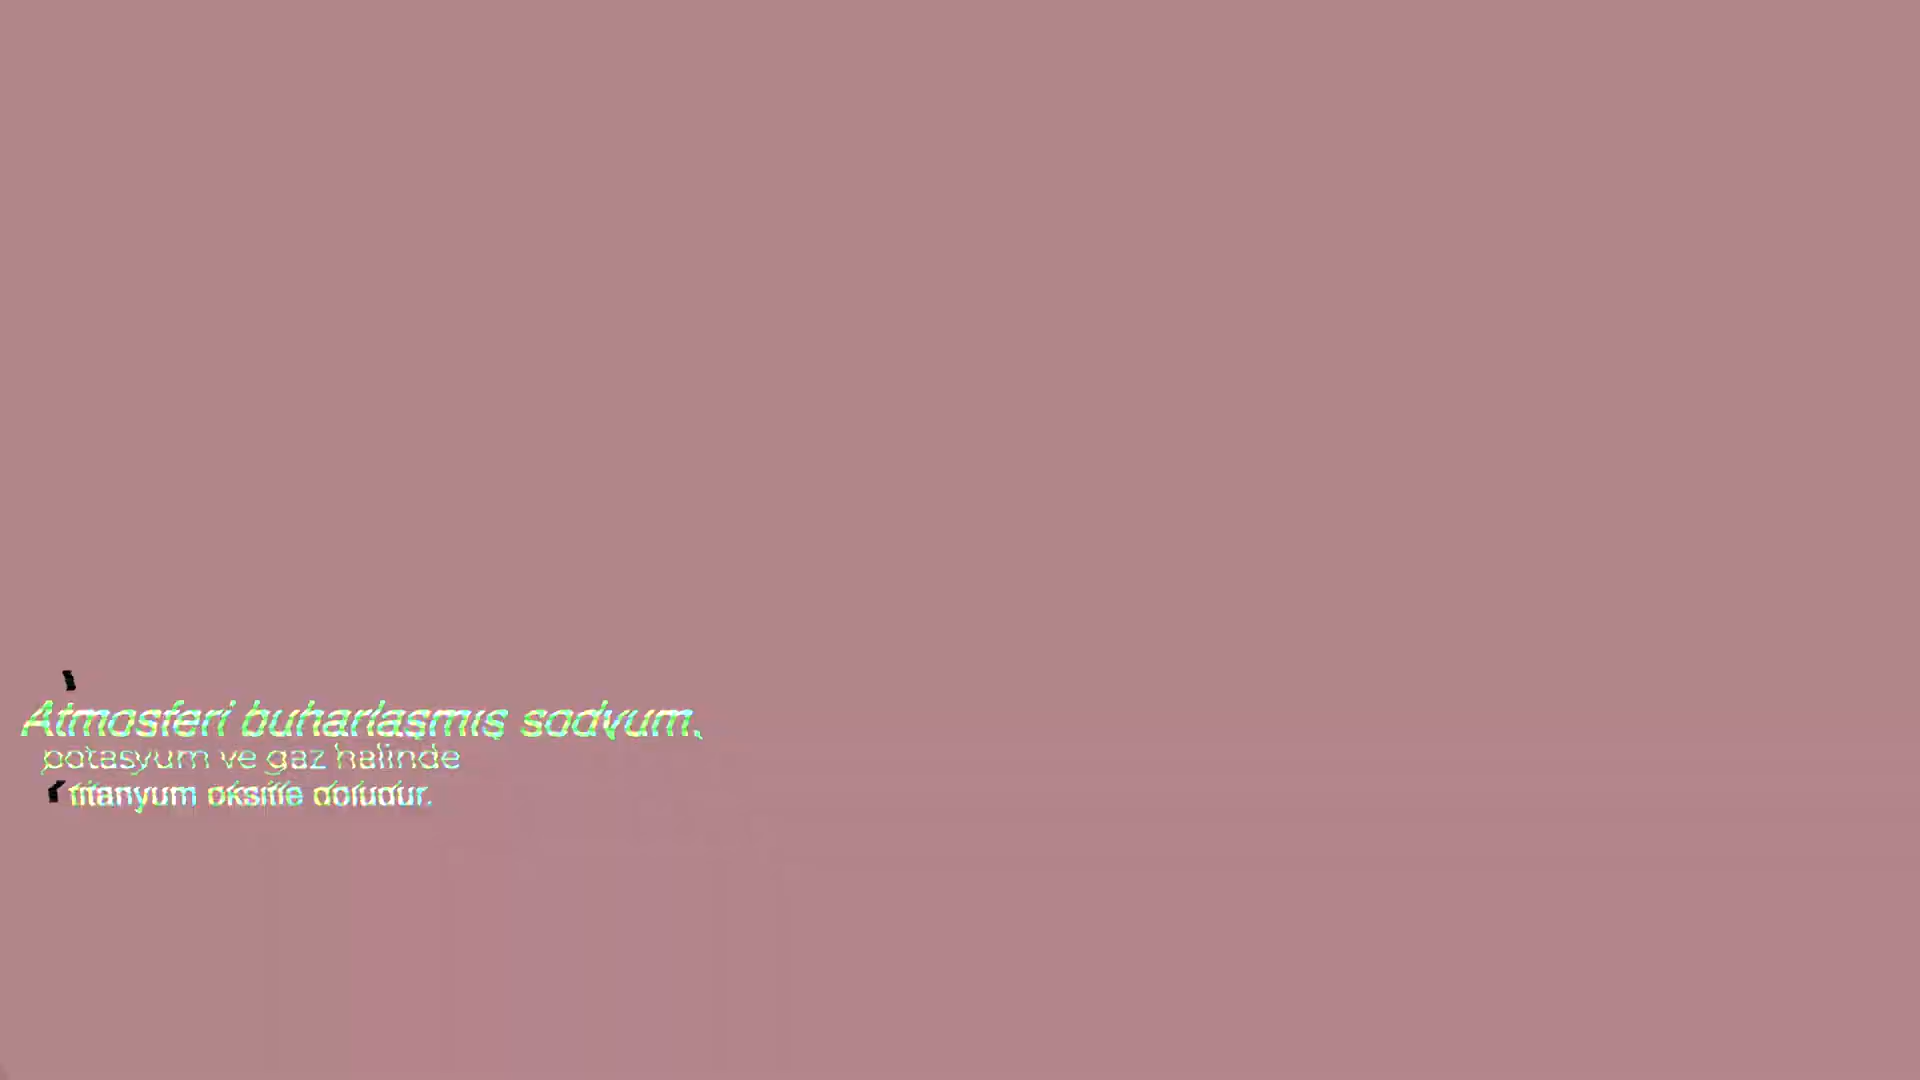 Atmosferi buharlaşmış sodyum,
potasyum ve gaz halinde
titanyum oksitle doludur.